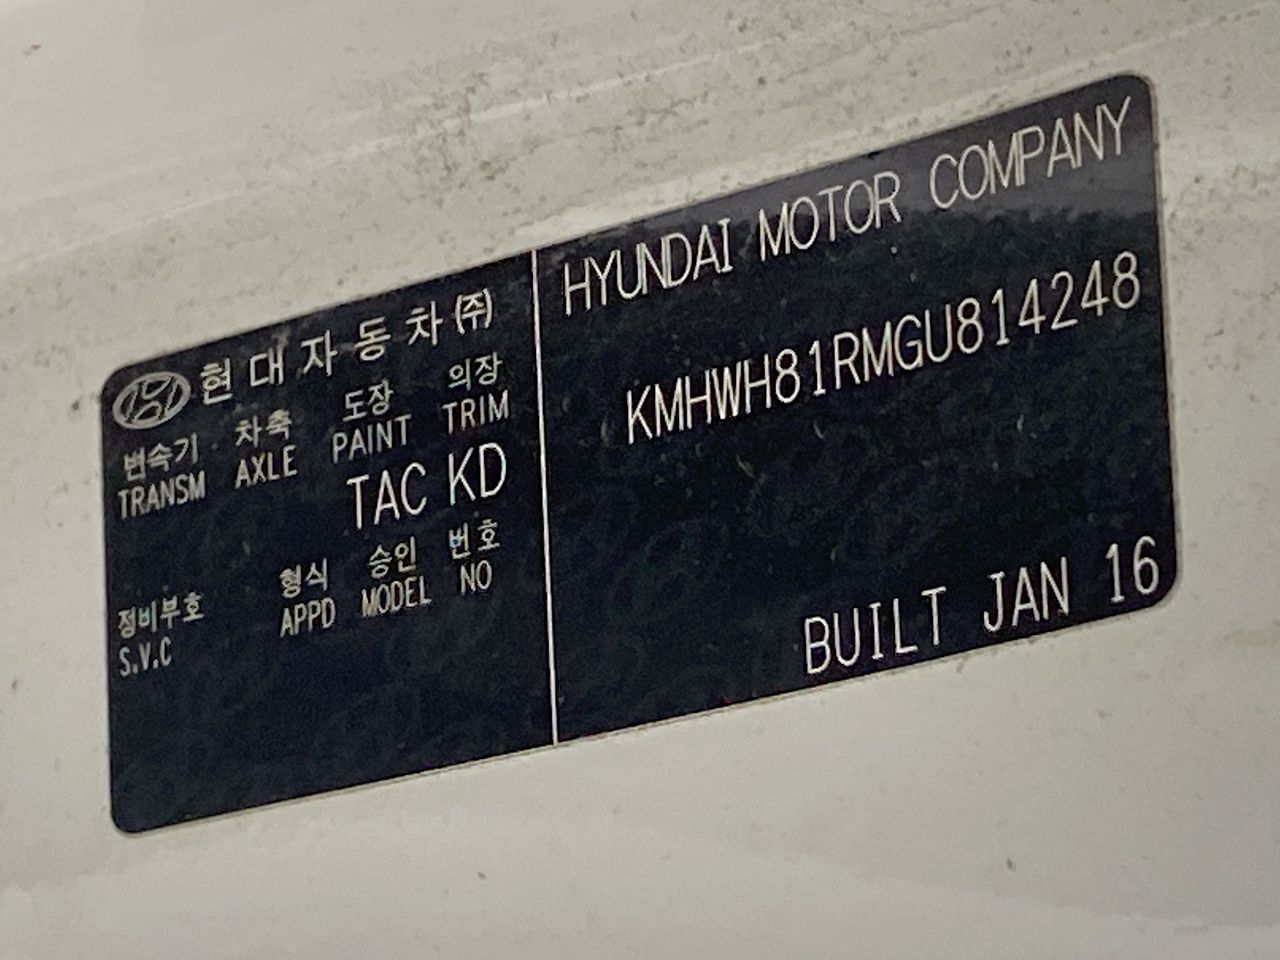 현대자동차㈜
변속기 차축 도장 의장
TRANSM AXLE PAINT TRIM
TAC KD
정비부호 형식 승인 번호
S.V.C APPD MODEL NO
HYUNDAI MOTOR COMPANY
KMHWH81RMGU814248
BUILT JAN 16